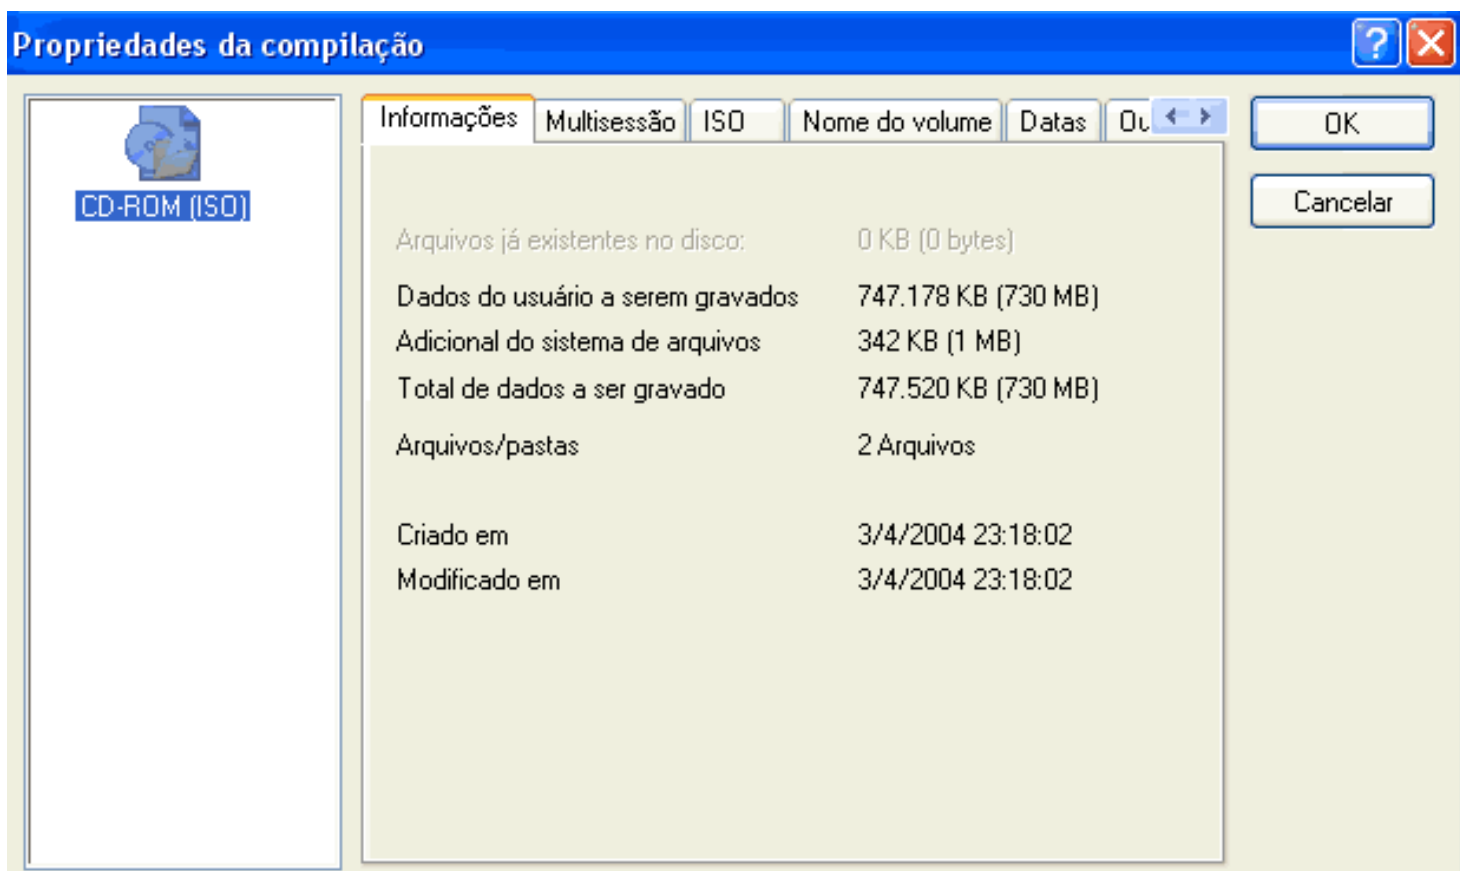 Propriedades da compilação
CD-ROM (ISO)
Informações Multisessão ISO Nome do volume Datas
OK
Cancelar
Arquivos já existentes no disco: 0 KB (0 bytes)
Dados do usuário a serem gravados 747.178 KB (730 MB)
Adicional do sistema de arquivos 342 KB (1 MB)
Total de dados a ser gravado 747.520 KB (730 MB)
Arquivos/pastas 2 Arquivos
Criado em 3/4/2004 23:18:02
Modificado em 3/4/2004 23:18:02